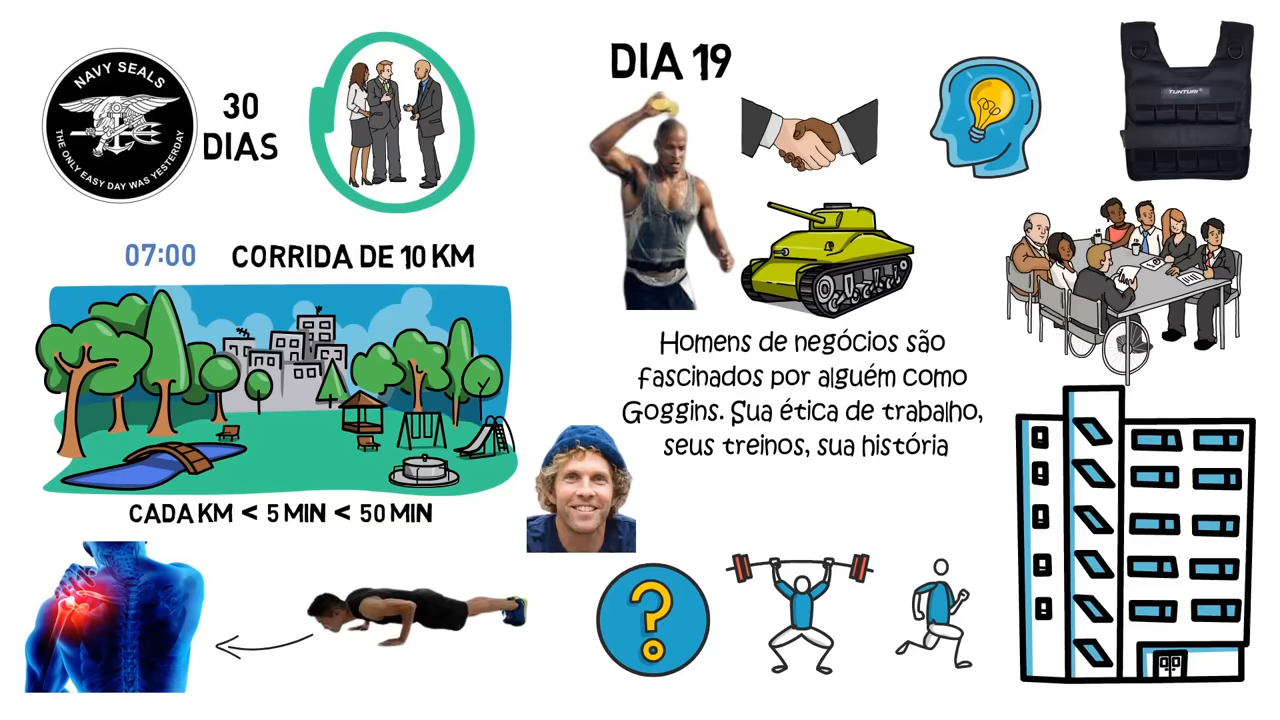 NAVY SEALS
THE ONLY EASY DAY WAS YESTERDAY
30
DIAS
07:00
CORRIDA DE 10 KM
CADA KM < 5 MIN < 50 MIN
DIA 19
TUNTURI
Homens de negócios são
fascinados por alguém como
Goggins. Sua ética de trabalho,
seus treinos, sua história
?